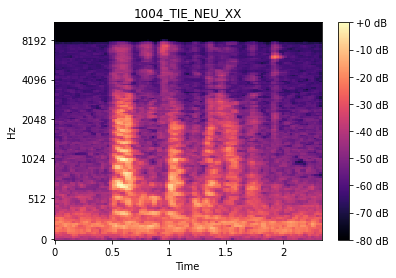 1004_TIE_NEU_XX
+0 dB
8192
-10 dB
4096
-20 dB
-30 dB
2048
Hz
-40 dB
1024
-50 dB
512
-60 dB
-70 dB
0
-80 dB
0 0.5 1 1.5 2
Time